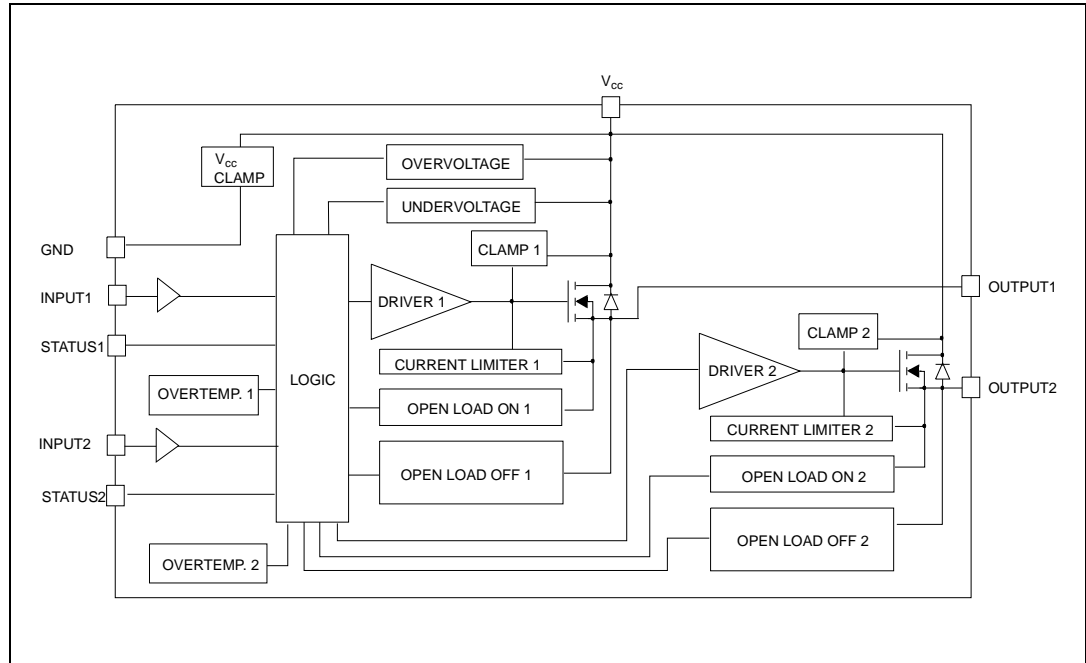 Vcc
Vcc
CLAMP
OVERVOLTAGE
UNDERVOLTAGE
GND
CLAMP 1
INPUT1
DRIVER 1
OUTPUT1
STATUS1
CLAMP 2
CURRENT LIMITER 1
LOGIC
DRIVER 2
OVERTEMP. 1
OUTPUT2
OPEN LOAD ON 1
CURRENT LIMITER 2
INPUT2
OPEN LOAD OFF 1
OPEN LOAD ON 2
STATUS2
OPEN LOAD OFF 2
OVERTEMP. 2